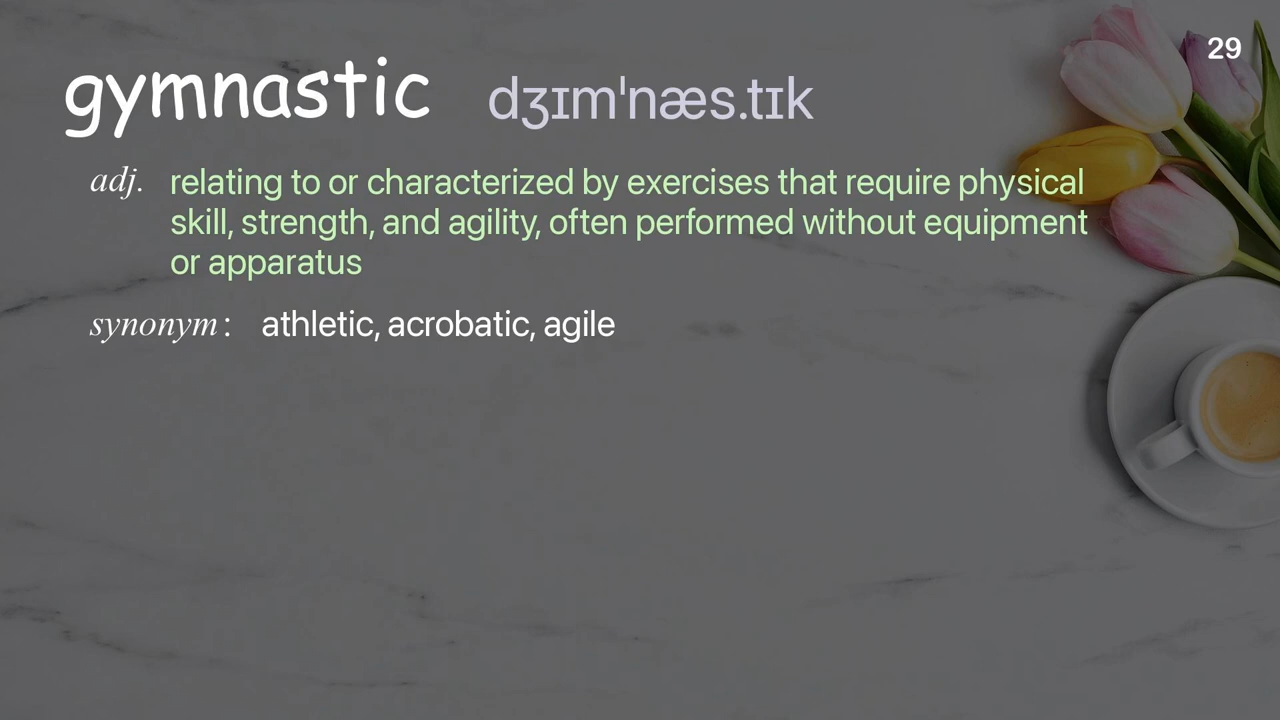 29
gymnastic dʒɪmˈnæs.tɪk
adj. relating to or characterized by exercises that require physical
skill, strength, and agility, often performed without equipment
or apparatus
synonym : athletic, acrobatic, agile